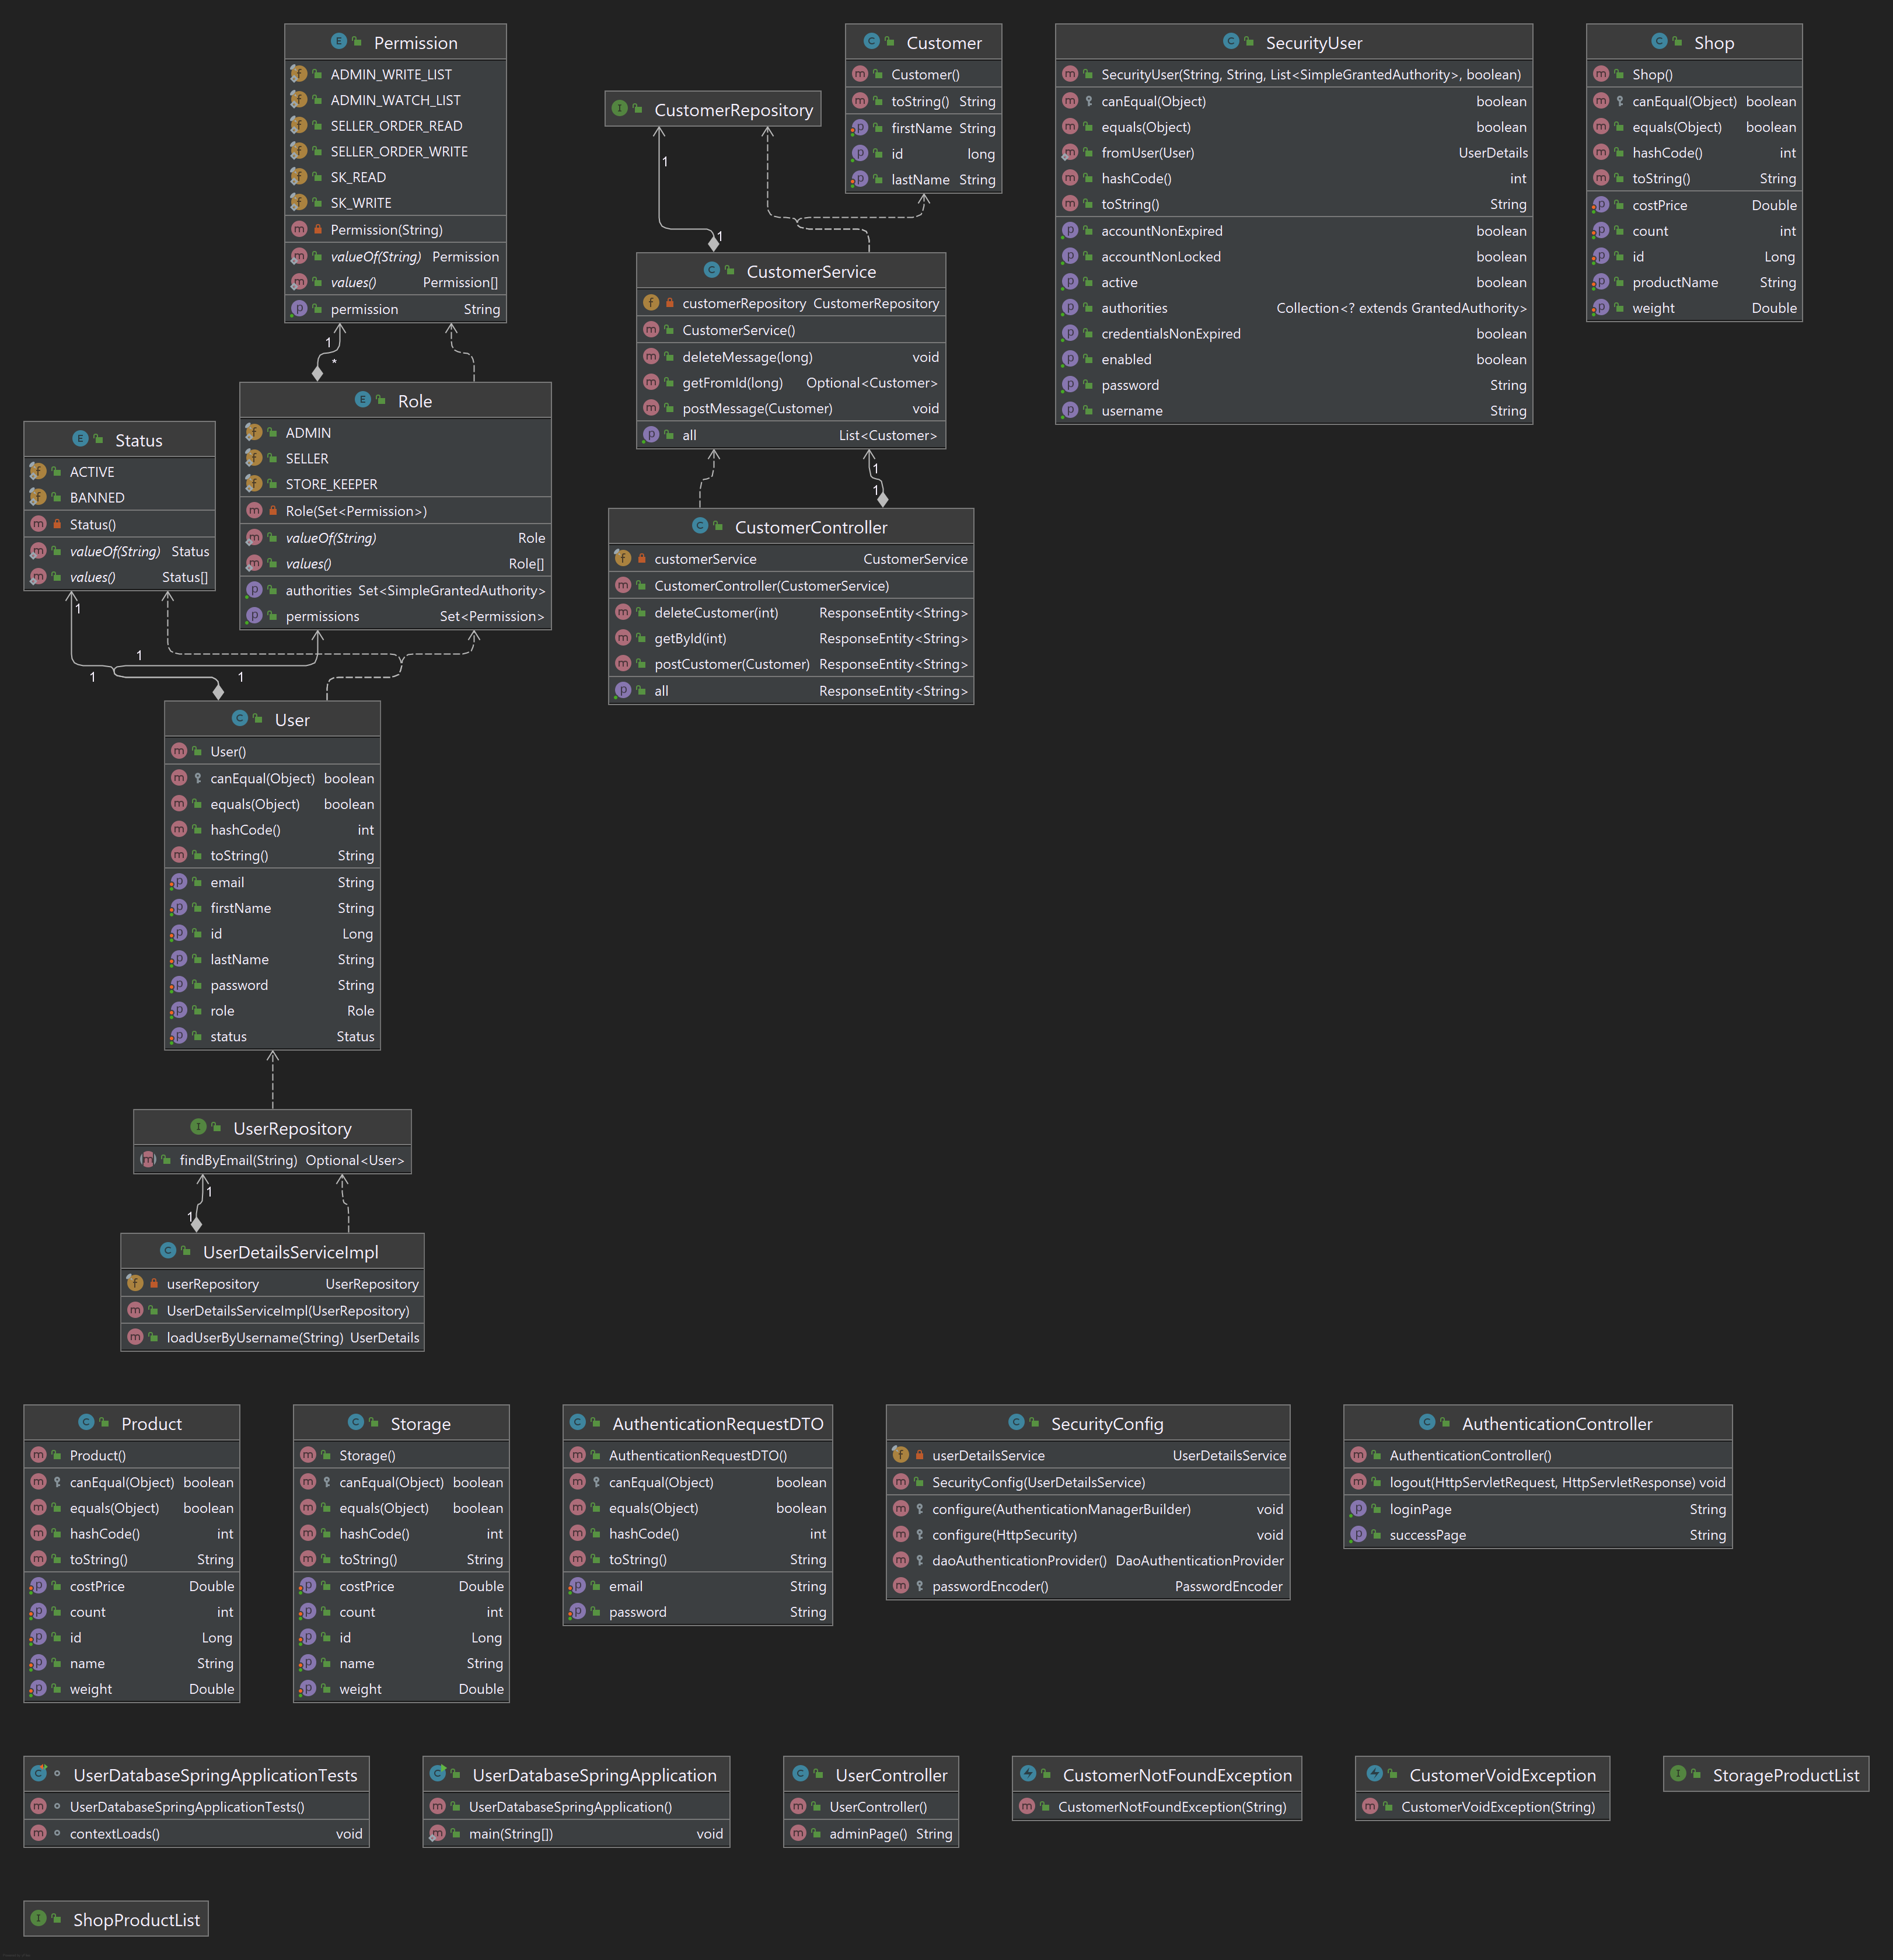 Permission
ADMIN_WRITE_LIST
ADMIN_WATCH_LIST
SELLER_ORDER_READ
SELLER_ORDER_WRITE
SK_READ
SK_WRITE
Permission(String)
valueOf(String) Permission
values() Permission[]
permission String
1
*
Role
ADMIN
SELLER
STORE_KEEPER
Role(Set<Permission>)
valueOf(String) Role
values() Role[]
authorities Set<SimpleGrantedAuthority>
permissions Set<Permission>
Status
ACTIVE
BANNED
Status()
valueOf(String) Status
values() Status[]
1
1
1
1
User
User()
canEqual(Object) boolean
equals(Object) boolean
hashCode() int
toString() String
email String
firstName String
id Long
lastName String
password String
role Role
status Status
UserRepository
findByEmail(String) Optional<User>
1
1
UserDetailsServiceImpl
userRepository UserRepository
UserDetailsServiceImpl(UserRepository)
loadUserByUsername(String) UserDetails
CustomerRepository
1
1
Customer
Customer()
toString() String
firstName String
id long
lastName String
CustomerService
customerRepository CustomerRepository
CustomerService()
deleteMessage(long) void
getFromId(long) Optional<Customer>
postMessage(Customer) void
all List<Customer>
1
1
CustomerController
customerService CustomerService
CustomerController(CustomerService)
deleteCustomer(int) ResponseEntity<String>
getById(int) ResponseEntity<String>
postCustomer(Customer) ResponseEntity<String>
all ResponseEntity<String>
SecurityUser
SecurityUser(String, String, List<SimpleGrantedAuthority>, boolean)
canEqual(Object) boolean
equals(Object) boolean
fromUser(User) UserDetails
hashCode() int
toString() String
accountNonExpired boolean
accountNonLocked boolean
active boolean
authorities Collection<? extends GrantedAuthority>
credentialsNonExpired boolean
enabled boolean
password String
username String
Shop
Shop()
canEqual(Object) boolean
equals(Object) boolean
hashCode() int
toString() String
costPrice Double
count int
id Long
productName String
weight Double
Product
Product()
canEqual(Object) boolean
equals(Object) boolean
hashCode() int
toString() String
costPrice Double
count int
id Long
name String
weight Double
Storage
Storage()
canEqual(Object) boolean
equals(Object) boolean
hashCode() int
toString() String
costPrice Double
count int
id Long
name String
weight Double
AuthenticationRequestDTO
AuthenticationRequestDTO()
canEqual(Object) boolean
equals(Object) boolean
hashCode() int
toString() String
email String
password String
SecurityConfig
userDetailsService UserDetailsService
SecurityConfig(UserDetailsService)
configure(AuthenticationManagerBuilder) void
configure(HttpSecurity) void
daoAuthenticationProvider() DaoAuthenticationProvider
passwordEncoder() PasswordEncoder
AuthenticationController
AuthenticationController()
logout(HttpServletRequest, HttpServletResponse) void
loginPage String
successPage String
UserDatabaseSpringApplicationTests
UserDatabaseSpringApplicationTests()
contextLoads() void
UserDatabaseSpringApplication
UserDatabaseSpringApplication()
main(String[]) void
UserController
UserController()
adminPage() String
CustomerNotFoundException
CustomerNotFoundException(String)
CustomerVoidException
CustomerVoidException(String)
StorageProductList
ShopProductList